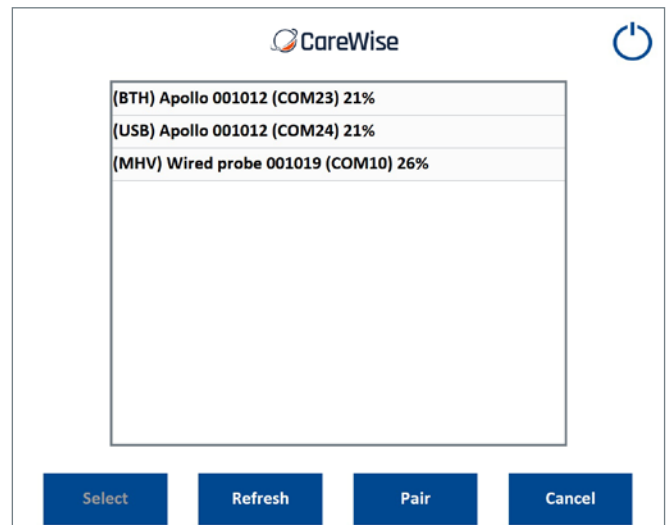 CareWise
(BTH) Apollo 001012 (COM23) 21%
(USB) Apollo 001012 (COM24) 21%
(MHV) Wired probe 001019 (COM10) 26%
Select Refresh Pair Cancel